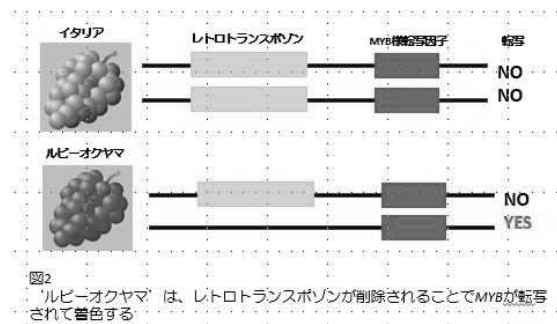 イタリア レトロトランスポゾン MYB様転写因子 転写
NO
NO
ルビーオクヤマ
NO
YES
図2
‘ルビーオクヤマ’は、レトロトランスポゾンが削除されることでMYBが転写
されて着色する